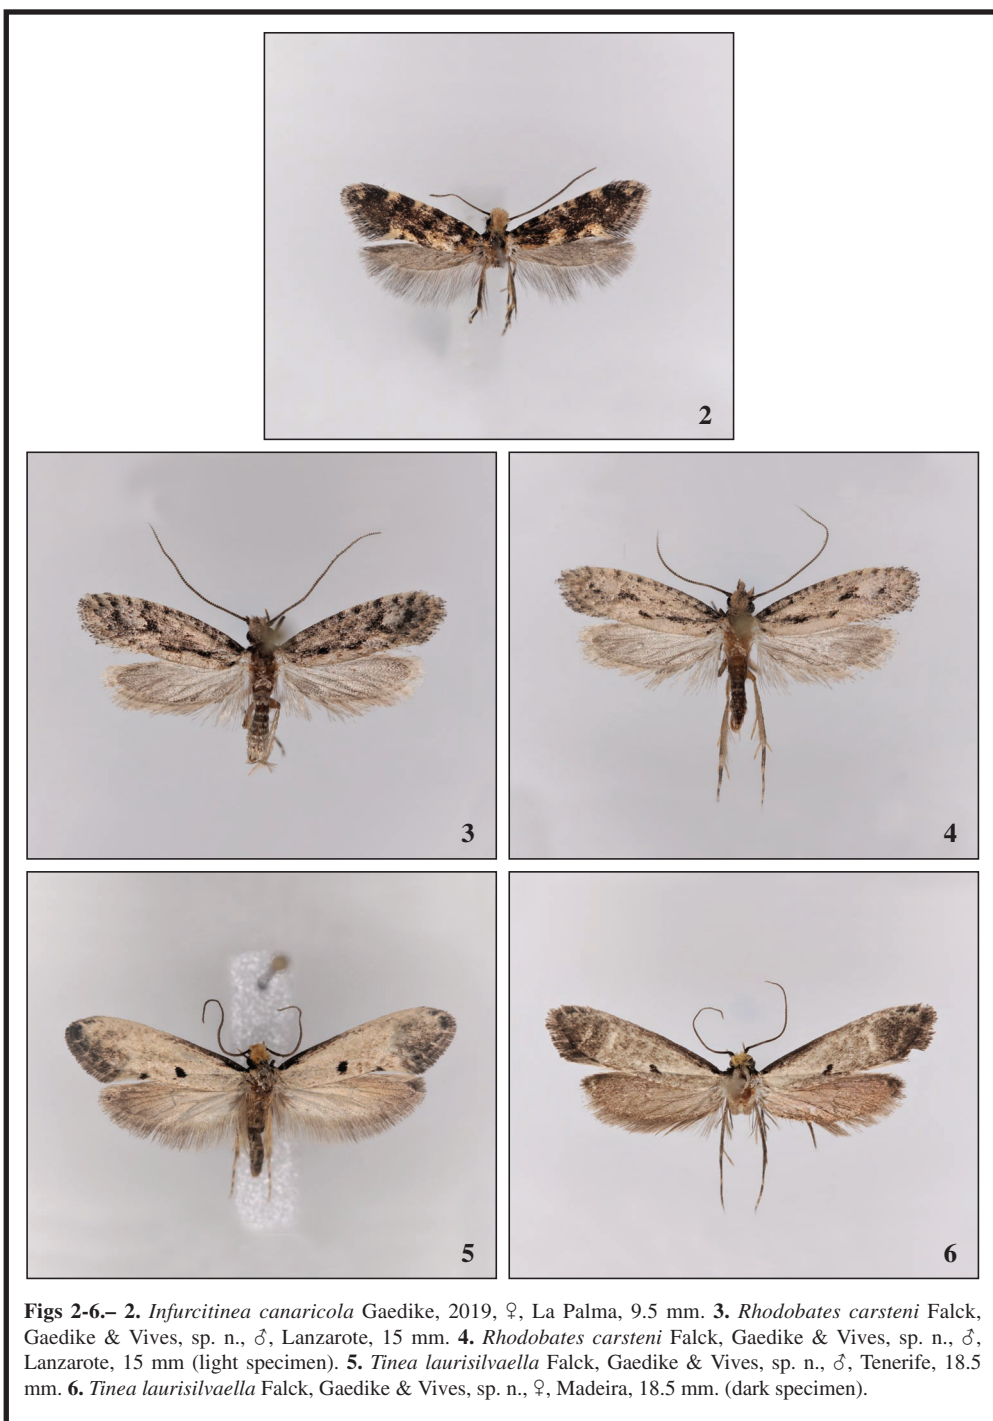 2
3
4
5
6
Figs 2-6.– 2. Infurcitinea canaricola Gaedike, 2019, ♀, La Palma, 9.5 mm. 3. Rhodobates carsteni Falck,
Gaedike & Vives, sp. n., ♂, Lanzarote, 15 mm. 4. Rhodobates carsteni Falck, Gaedike & Vives, sp. n., ♂,
Lanzarote, 15 mm (light specimen). 5. Tinea laurisilvaella Falck, Gaedike & Vives, sp. n., ♂, Tenerife, 18.5
mm. 6. Tinea laurisilvaella Falck, Gaedike & Vives, sp. n., ♀, Madeira, 18.5 mm. (dark specimen).